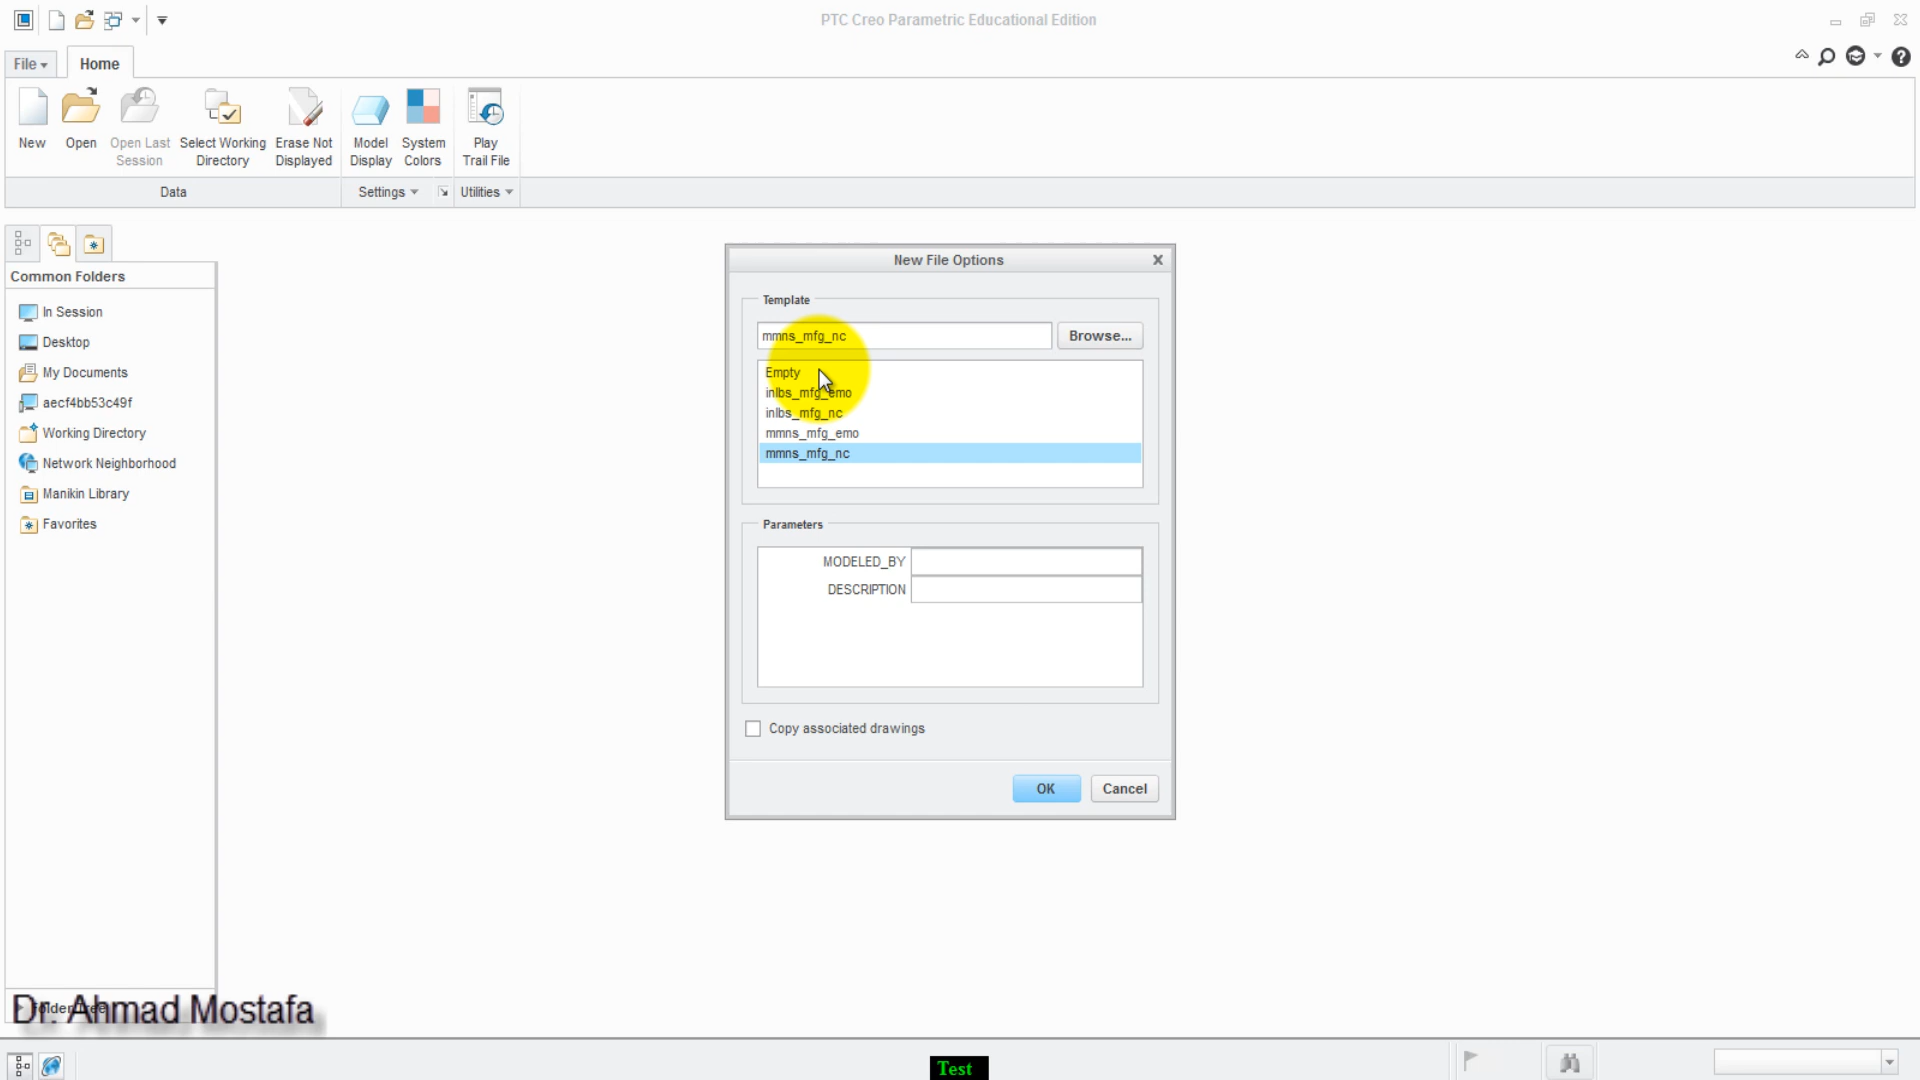 PTC Creo Parametric Educational Edition
File
Home
New
Open
Open Last
Session
Select Working
Directory
Erase Not
Displayed
Model
Display
System
Colors
Play
Trail File
Data
Settings
Utilities
Common Folders
In Session
Desktop
My Documents
aecf4bb53c49f
Working Directory
Network Neighborhood
Manikin Library
Favorites
New File Options
Template
mmns_mfg_nc
Browse...
Empty
inlbs_mfg_emo
inlbs_mfg_nc
mmns_mfg_emo
mmns_mfg_nc
Parameters
MODELED_BY
DESCRIPTION
Copy associated drawings
OK
Cancel
Folder Tree
Dr. Ahmad Mostafa
Test